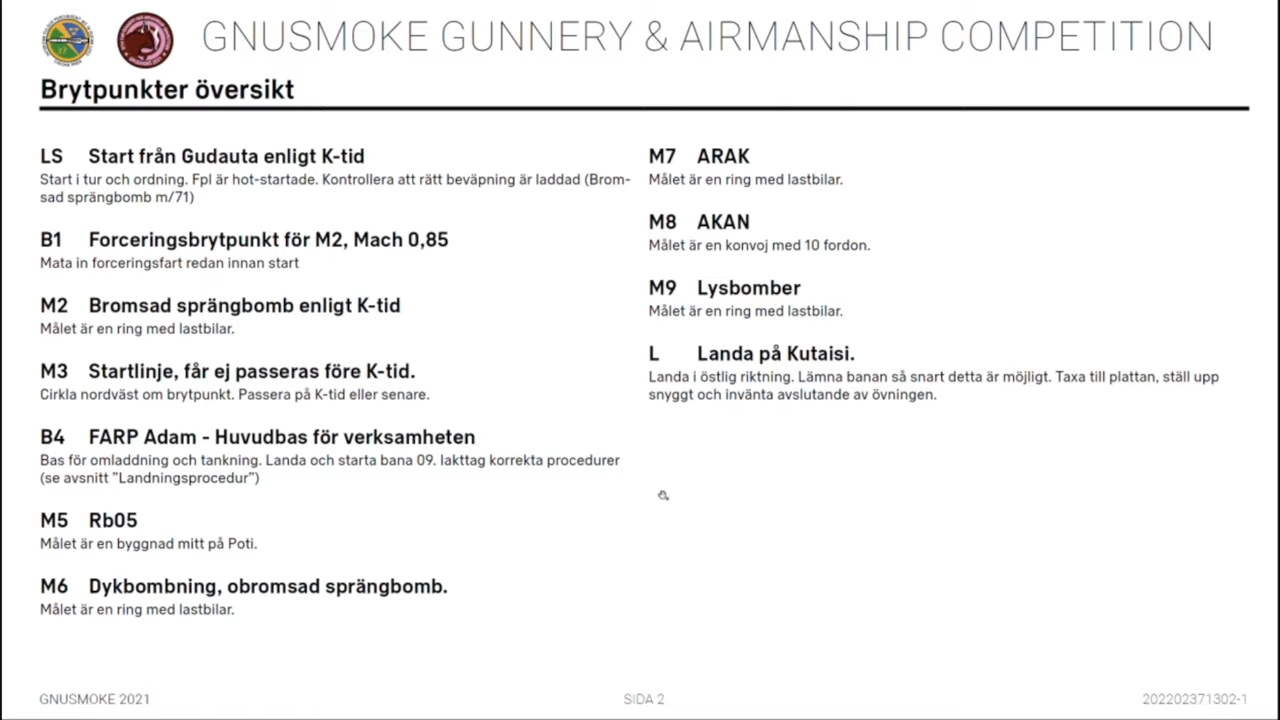 GNUSMOKE GUNNERY & AIRMANSHIP COMPETITION
Brytpunkter översikt
LS Start från Gudauta enligt K-tid
Start i tur och ordning. Fpl är hot-startade. Kontrollera att rätt beväpning är laddad (Brom-
sad sprängbomb m/71)
B1 Forceringsbrytpunkt för M2, Mach 0,85
Mata in forceringsfart redan innan start
M2 Bromsad sprängbomb enligt K-tid
Målet är en ring med lastbilar.
M3 Startlinje, får ej passeras före K-tid.
Cirkla nordväst om brytpunkt. Passera på K-tid eller senare.
B4 FARP Adam - Huvudbas för verksamheten
Bas för omladdning och tankning. Landa och starta bana 09. Iakttag korrekta procedurer
(se avsnitt "Landningsprocedur")
M5 Rb05
Målet är en byggnad mitt på Poti.
M6 Dykbombning, obromsad sprängbomb.
Målet är en ring med lastbilar.
M7 ARAK
Målet är en ring med lastbilar.
M8 AKAN
Målet är en konvoj med 10 fordon.
M9 Lysbomber
Målet är en ring med lastbilar.
L Landa på Kutaisi.
Landa i östlig riktning. Lämna banan så snart detta är möjligt. Taxa till plattan, ställ upp
snyggt och invänta avslutande av övningen.
GNUSMOKE 2021
SIDA 2
202202371302-1